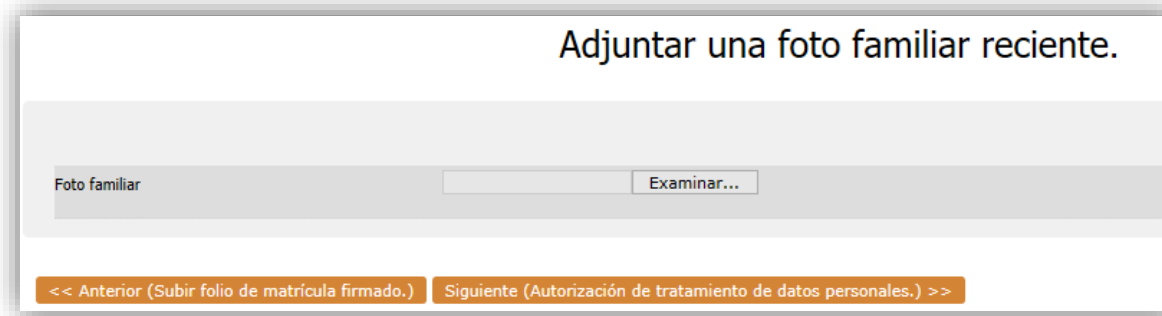 Adjuntar una foto familiar reciente.
Foto familiar
Examinar...
<< Anterior (Subir folio de matrícula firmado.)
Siguiente (Autorización de tratamiento de datos personales.) >>